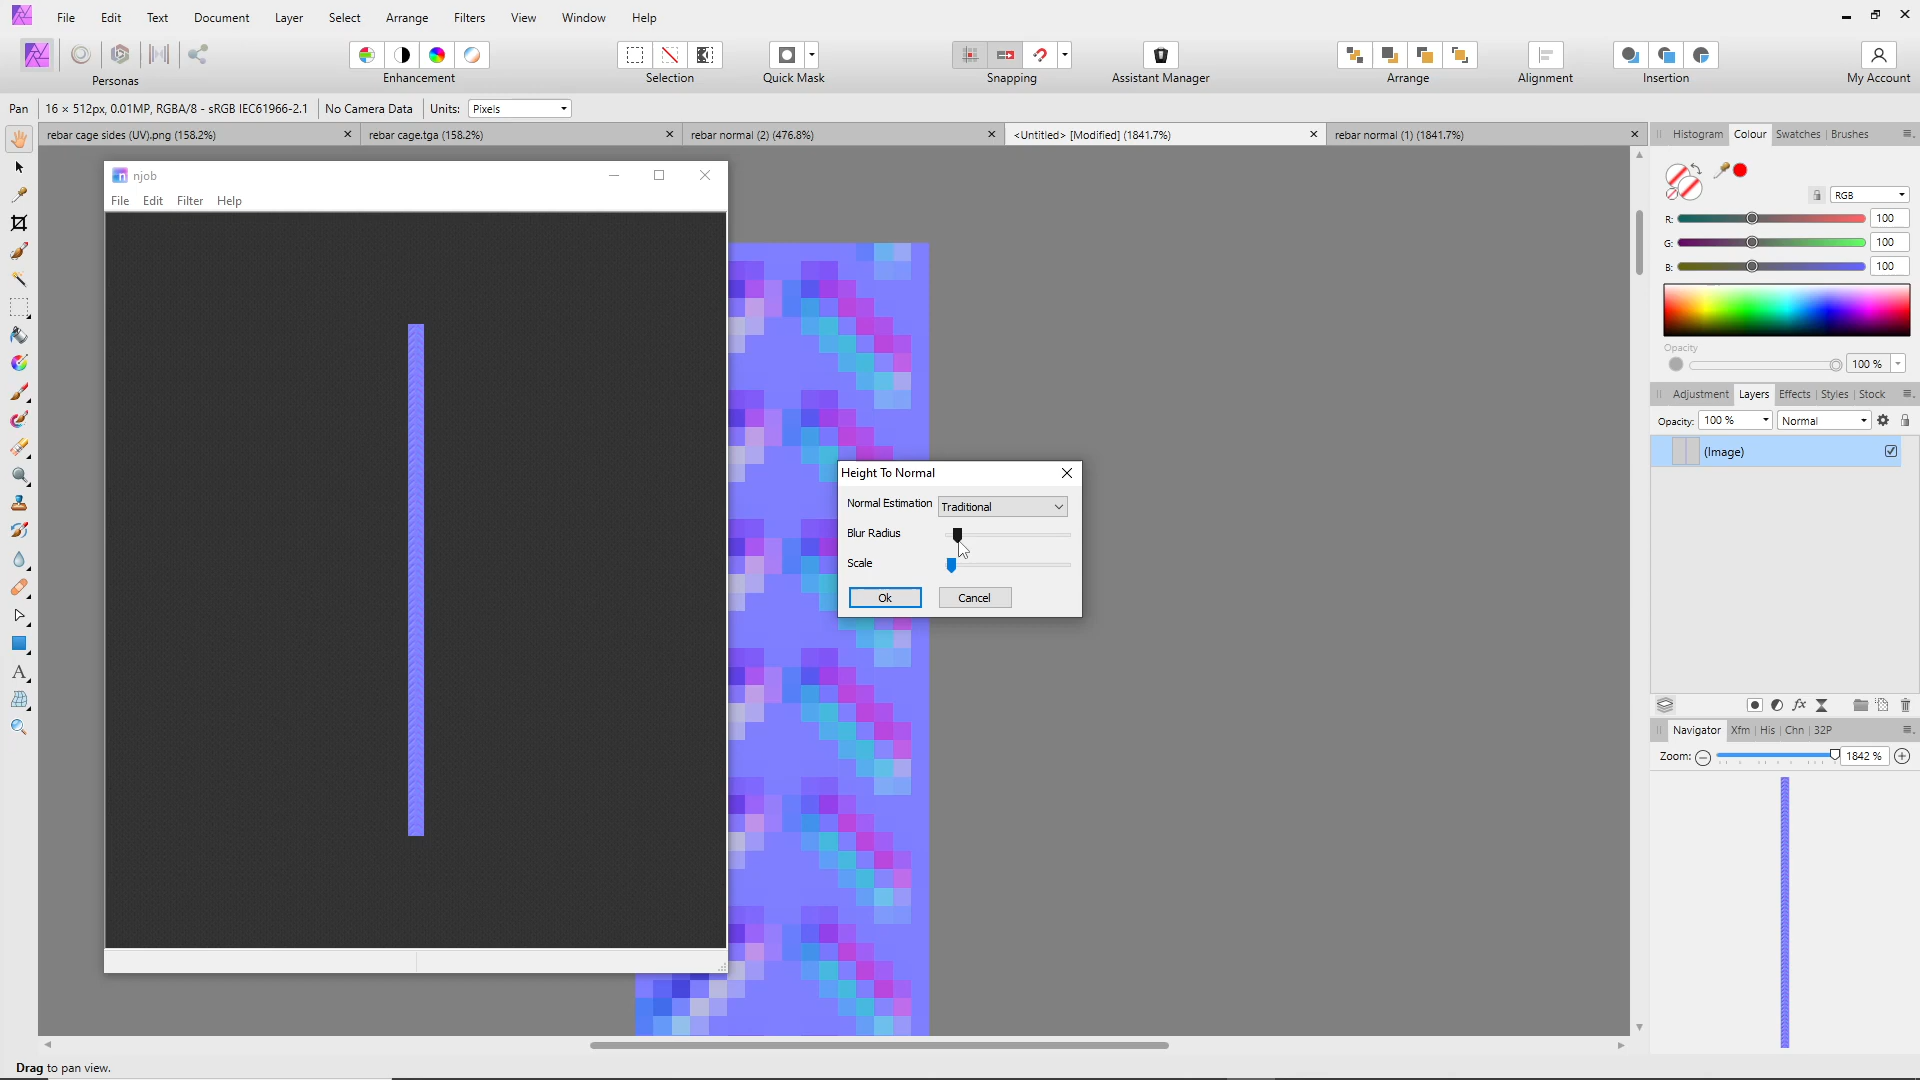 File Edit Text Document Layer Select Arrange Filters View Window Help
Personas Enhancement Selection Quick Mask Snapping Assistant Manager Arrange Alignment Insertion My Account
Pan 16 × 512px, 0.01MP, RGBA/8 - sRGB IEC61966-2.1 No Camera Data Units: Pixels
rebar cage sides (UV).png (158.2%) rebar cage.tga (158.2%) rebar normal (2) (476.8%) <Untitled> [Modified] (1841.7%) rebar normal (1) (1841.7%)
Histogram Colour Swatches Brushes
njob
File Edit Filter Help
RGB
R: 100
G: 100
B: 100
Opacity
100 %
Adjustment Layers Effects Styles Stock
Opacity: 100 % Normal
(Image)
Height To Normal
Normal Estimation Traditional
Blur Radius
Scale
Ok Cancel
Navigator Xfm His Chn 32P
Zoom: 1842 %
Drag to pan view.